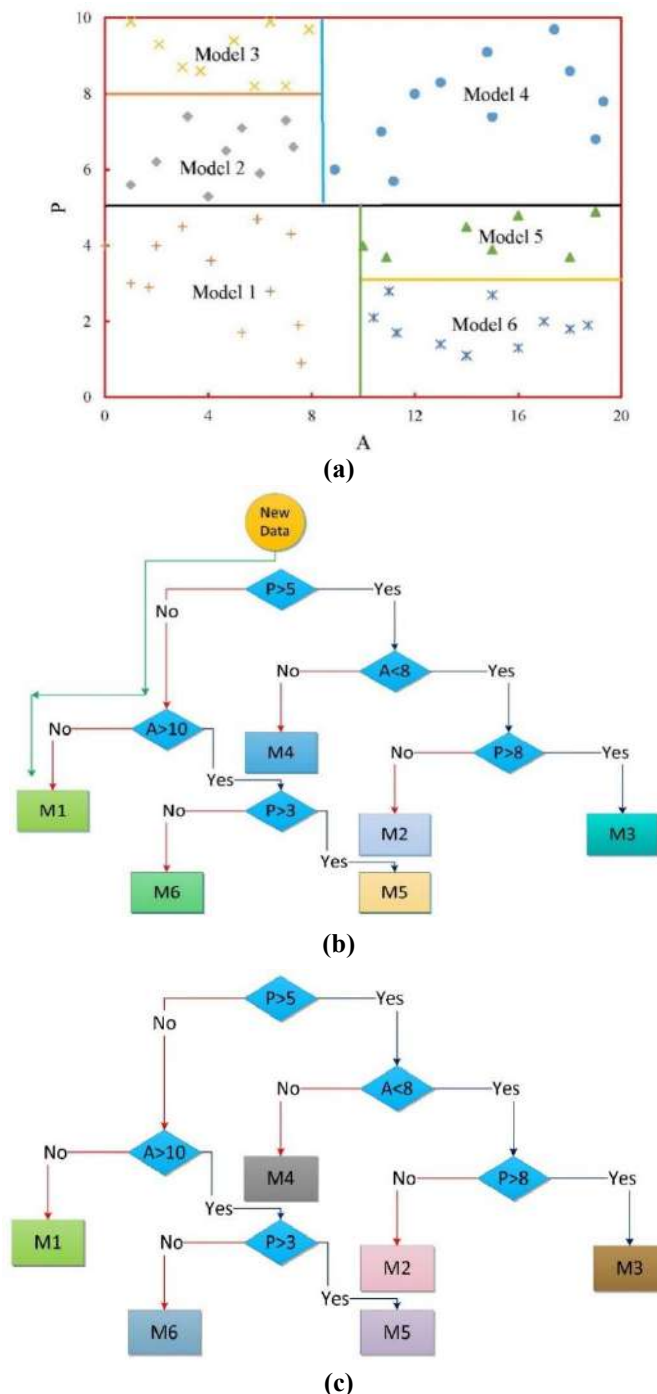 10
Model 3
Model 4
8
Model 2
6
P
Model 5
4
Model 1
Model 6
2
0
0 4 8 12 16 20
A
(a)
New
Data
P>5
Yes
No
No
A<8
Yes
No
A>10
M4
No
P>8
Yes
Yes
M1
No
P>3
M2
M3
Yes
M6
M5
(b)
P>5
Yes
No
No
A<8
Yes
No
A>10
M4
No
P>8
Yes
Yes
M1
No
P>3
M2
M3
Yes
M6
M5
(c)